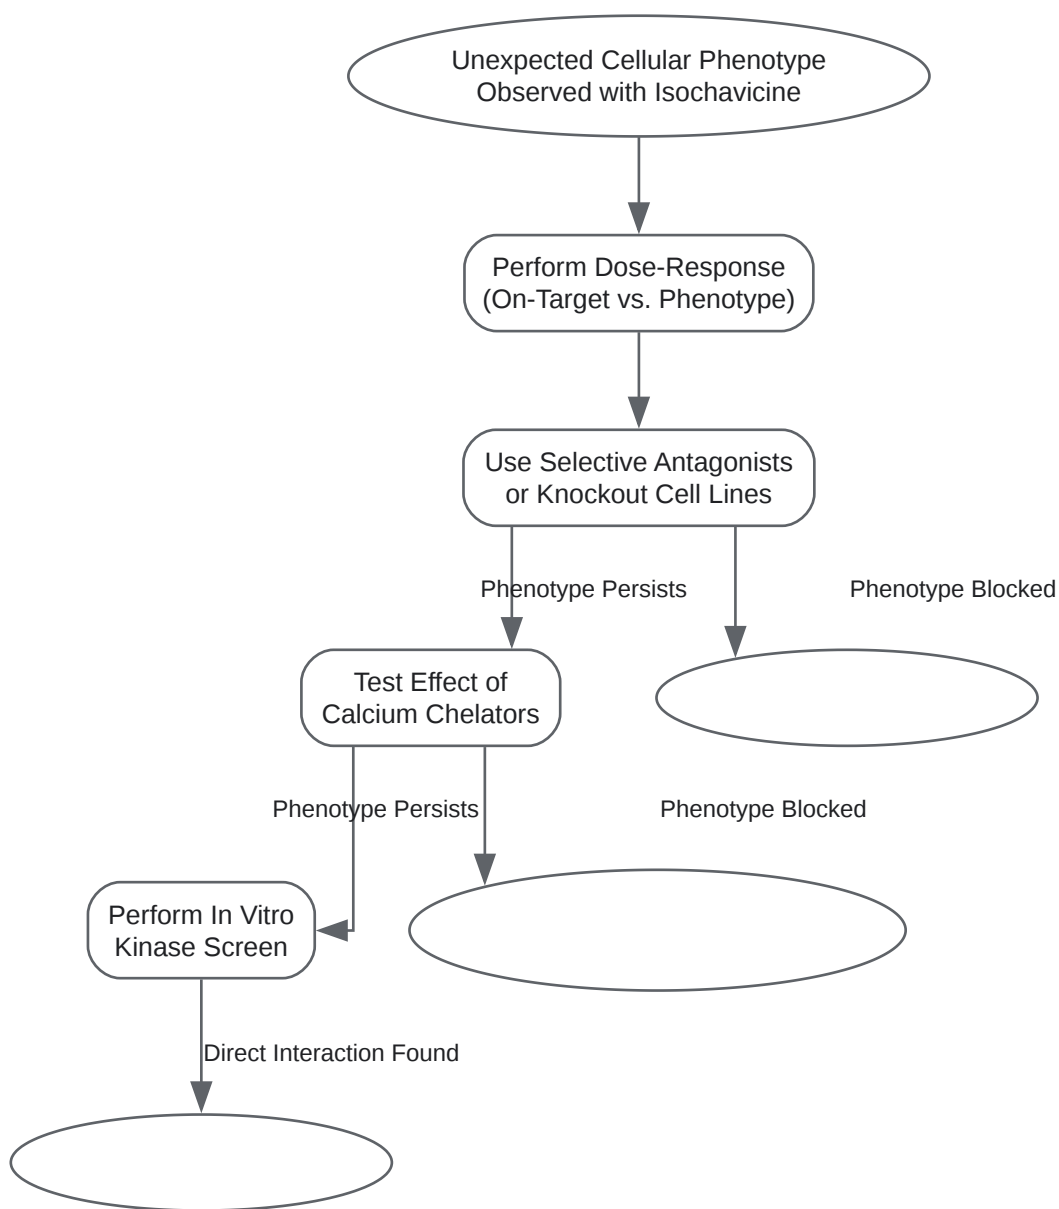 Unexpected Cellular Phenotype
Observed with Isochavicine
Perform Dose-Response
(On-Target vs. Phenotype)
Use Selective Antagonists
or Knockout Cell Lines
Phenotype Persists
Phenotype Blocked
Test Effect of
Calcium Chelators
Phenotype Persists
Phenotype Blocked
Perform In Vitro
Kinase Screen
Direct Interaction Found